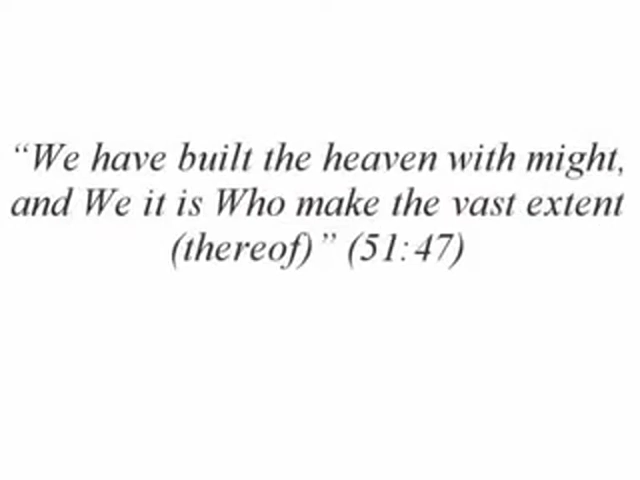 “We have built the heaven with might,
and We it is Who make the vast extent
(thereof)” (51:47)